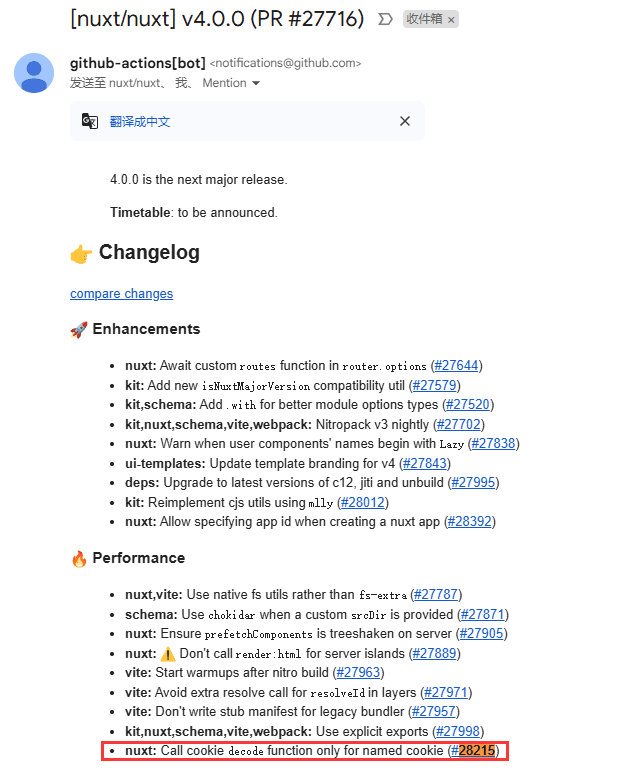 [nuxt/nuxt] v4.0.0 (PR #27716) 收件箱 ×
github-actions[bot] <notifications@github.com>
发送至 nuxt/nuxt、 我、 Mention
翻译成中文
4.0.0 is the next major release.
Timetable: to be announced.
👉 Changelog
compare changes
🚀 Enhancements
• nuxt: Await custom routes function in router.options (#27644)
• kit: Add new isNuxtMajorVersion compatibility util (#27579)
• kit,schema: Add .with for better module options types (#27520)
• kit,nuxt,schema,vite,webpack: Nitropack v3 nightly (#27702)
• nuxt: Warn when user components' names begin with Lazy (#27838)
• ui-templates: Update template branding for v4 (#27843)
• deps: Upgrade to latest versions of c12, jiti and unbuild (#27995)
• kit: Reimplement cjs utils using mlly (#28012)
• nuxt: Allow specifying app id when creating a nuxt app (#28392)
🔥 Performance
• nuxt,vite: Use native fs utils rather than fs-extra (#27787)
• schema: Use chokidar when a custom srcDir is provided (#27871)
• nuxt: Ensure prefetchComponents is treeshaken on server (#27905)
• nuxt: ⚠️ Don't call render:html for server islands (#27889)
• vite: Start warmups after nitro build (#27963)
• vite: Avoid extra resolve call for resolveId in layers (#27971)
• vite: Don't write stub manifest for legacy bundler (#27957)
• kit,nuxt,schema,vite,webpack: Use explicit exports (#27998)
• nuxt: Call cookie decode function only for named cookie (#28215)